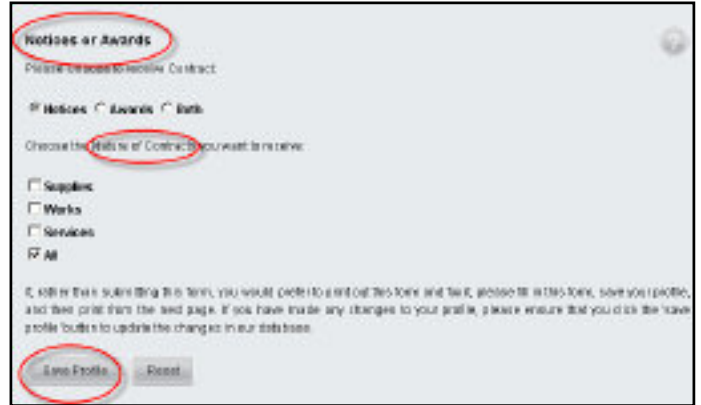 Notices or Awards
Please choose to receive Contract
Notices Awards Both
Choose the Nature of Contract you want to receive:
Supplies
Works
Services
All
If, rather than submitting this form, you would prefer to print out this form and fax it, please fill in this form, save your profile,
and then print from the next page. If you have made any changes to your profile, please ensure that you click the 'save
profile' button to update the changes in our database.
Save Profile Reset